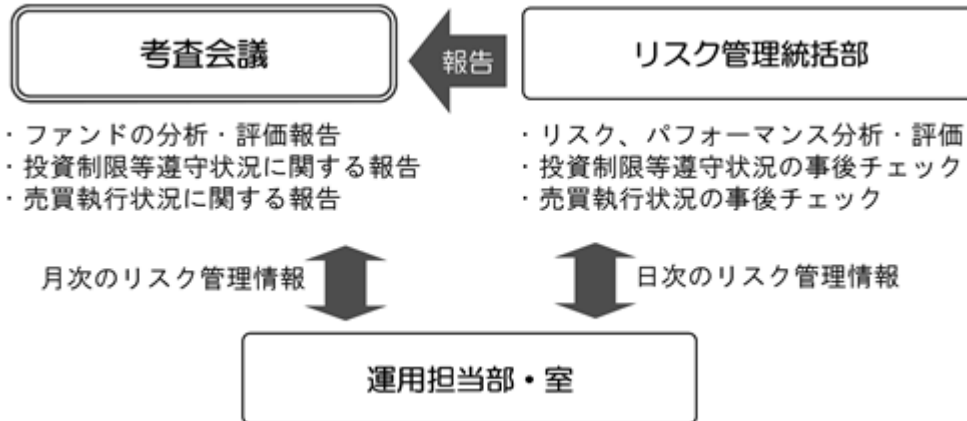 考査会議
報告
リスク管理統括部
・ファンドの分析・評価報告
・投資制限等遵守状況に関する報告
・売買執行状況に関する報告
・リスク、パフォーマンス分析・評価
・投資制限等遵守状況の事後チェック
・売買執行状況の事後チェック
月次のリスク管理情報
日次のリスク管理情報
運用担当部・室